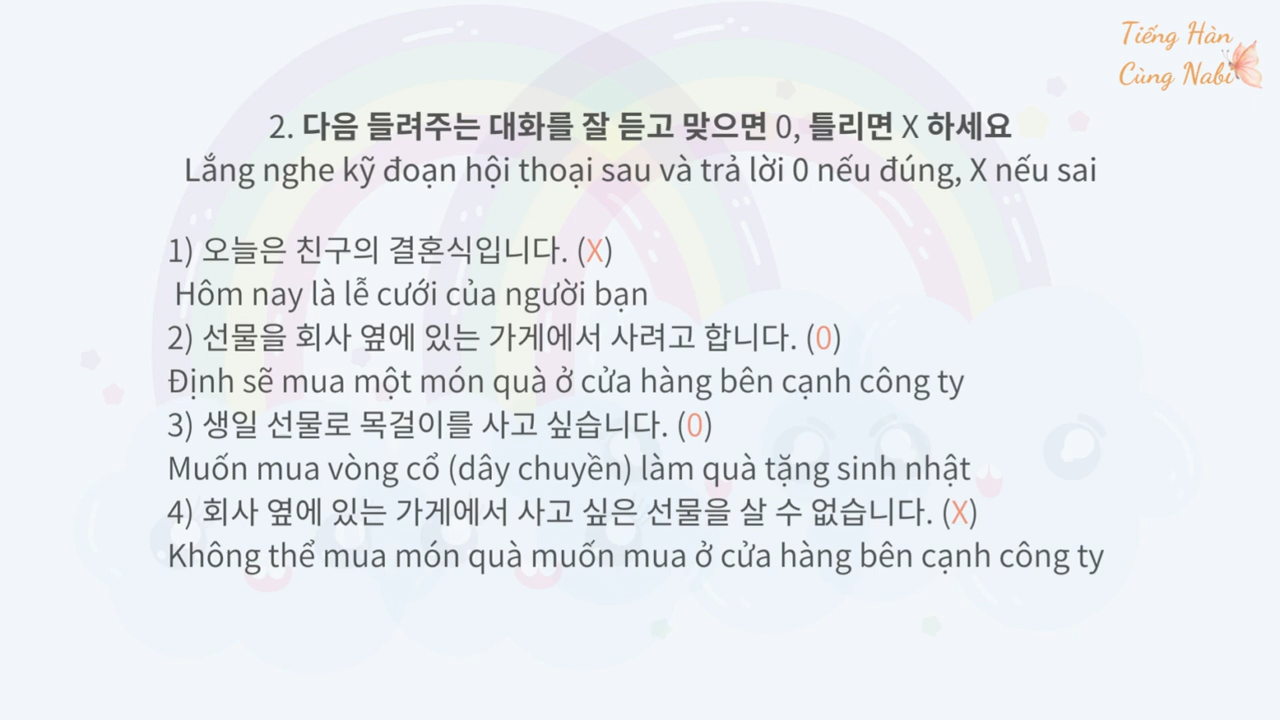 Tiếng Hàn
Cùng Nabi
2. 다음 들려주는 대화를 잘 듣고 맞으면 0, 틀리면 X 하세요
Lắng nghe kỹ đoạn hội thoại sau và trả lời 0 nếu đúng, X nếu sai
1) 오늘은 친구의 결혼식입니다. (X)
Hôm nay là lễ cưới của người bạn
2) 선물을 회사 옆에 있는 가게에서 사려고 합니다. (0)
Định sẽ mua một món quà ở cửa hàng bên cạnh công ty
3) 생일 선물로 목걸이를 사고 싶습니다. (0)
Muốn mua vòng cổ (dây chuyền) làm quà tặng sinh nhật
4) 회사 옆에 있는 가게에서 사고 싶은 선물을 살 수 없습니다. (X)
Không thể mua món quà muốn mua ở cửa hàng bên cạnh công ty